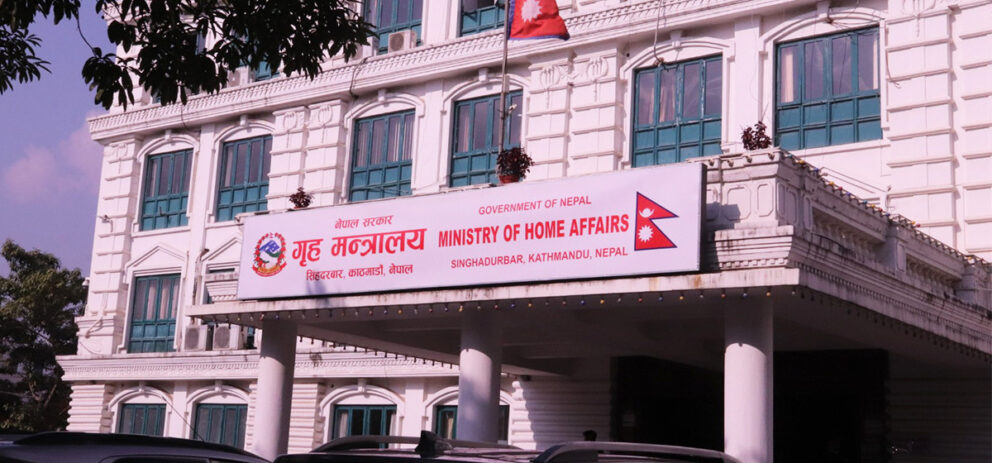 नेपाल सरकार
गृह मन्त्रालय
सिंहदरबार, काठमाडौं, नेपाल
GOVERNMENT OF NEPAL
MINISTRY OF HOME AFFAIRS
SINGHADURBAR, KATHMANDU, NEPAL